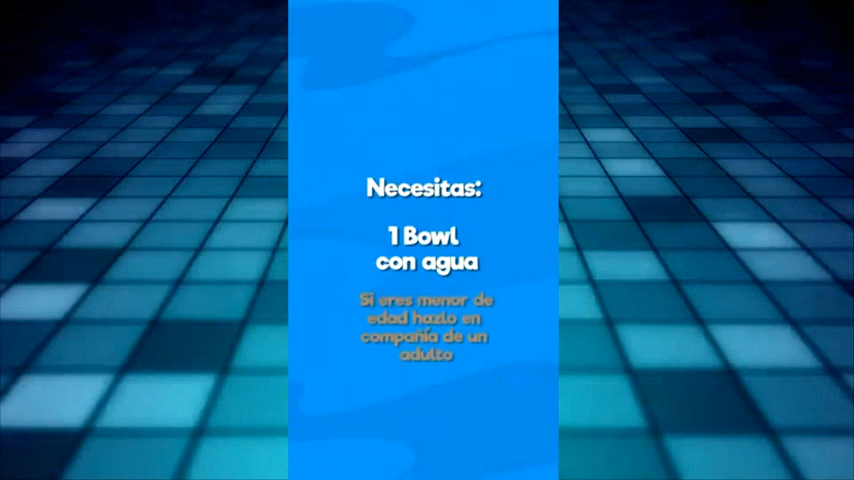 Necesitas:
1 Bowl
con agua
Si eres menor de
edad hazlo en
compañía de un
adulto